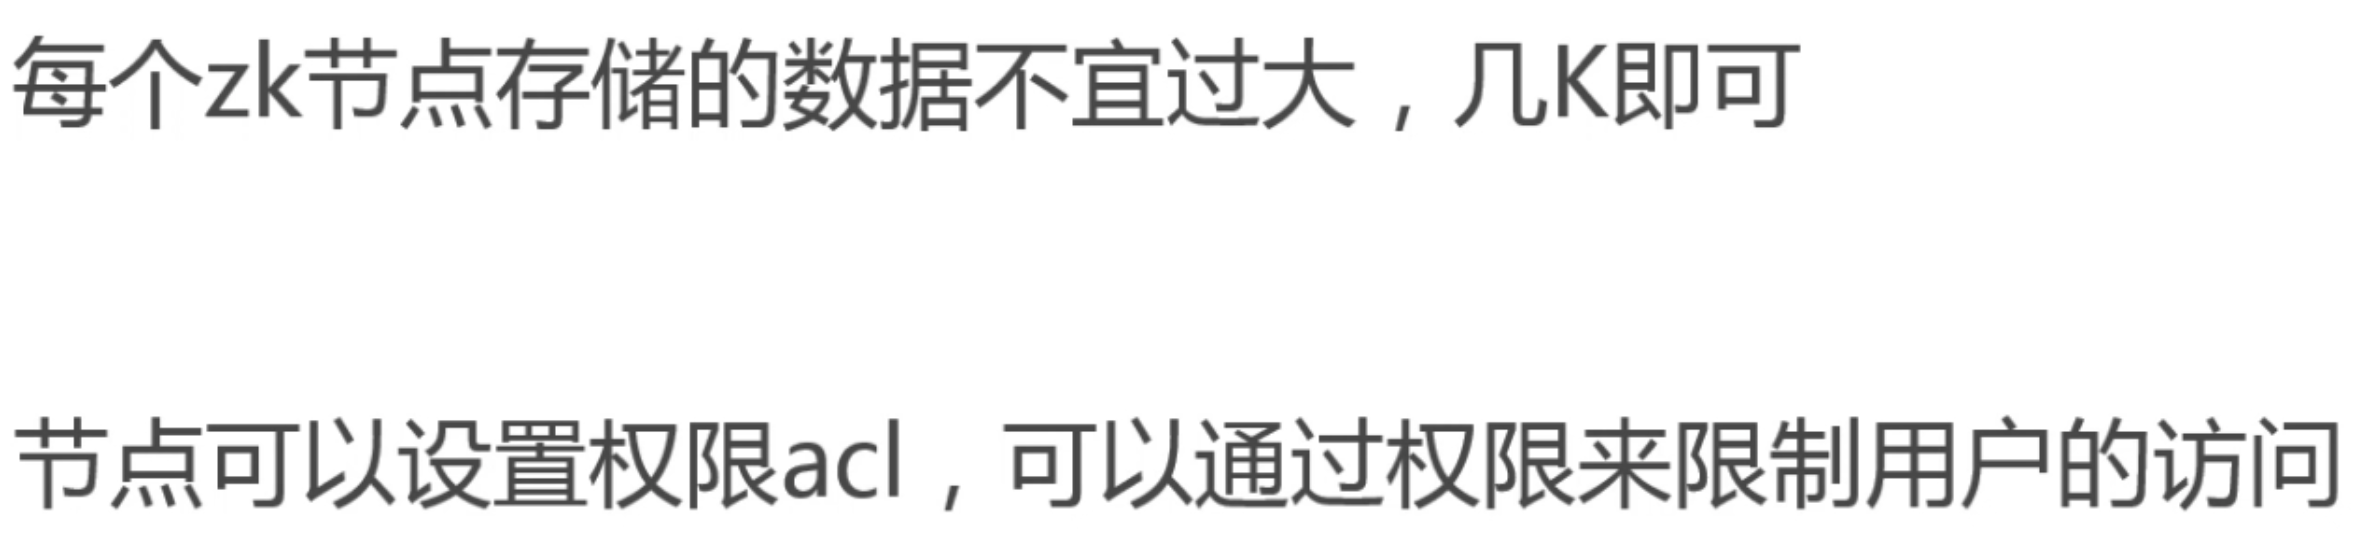 每个zk节点存储的数据不宜过大，几K即可
节点可以设置权限acl，可以通过权限来限制用户的访问